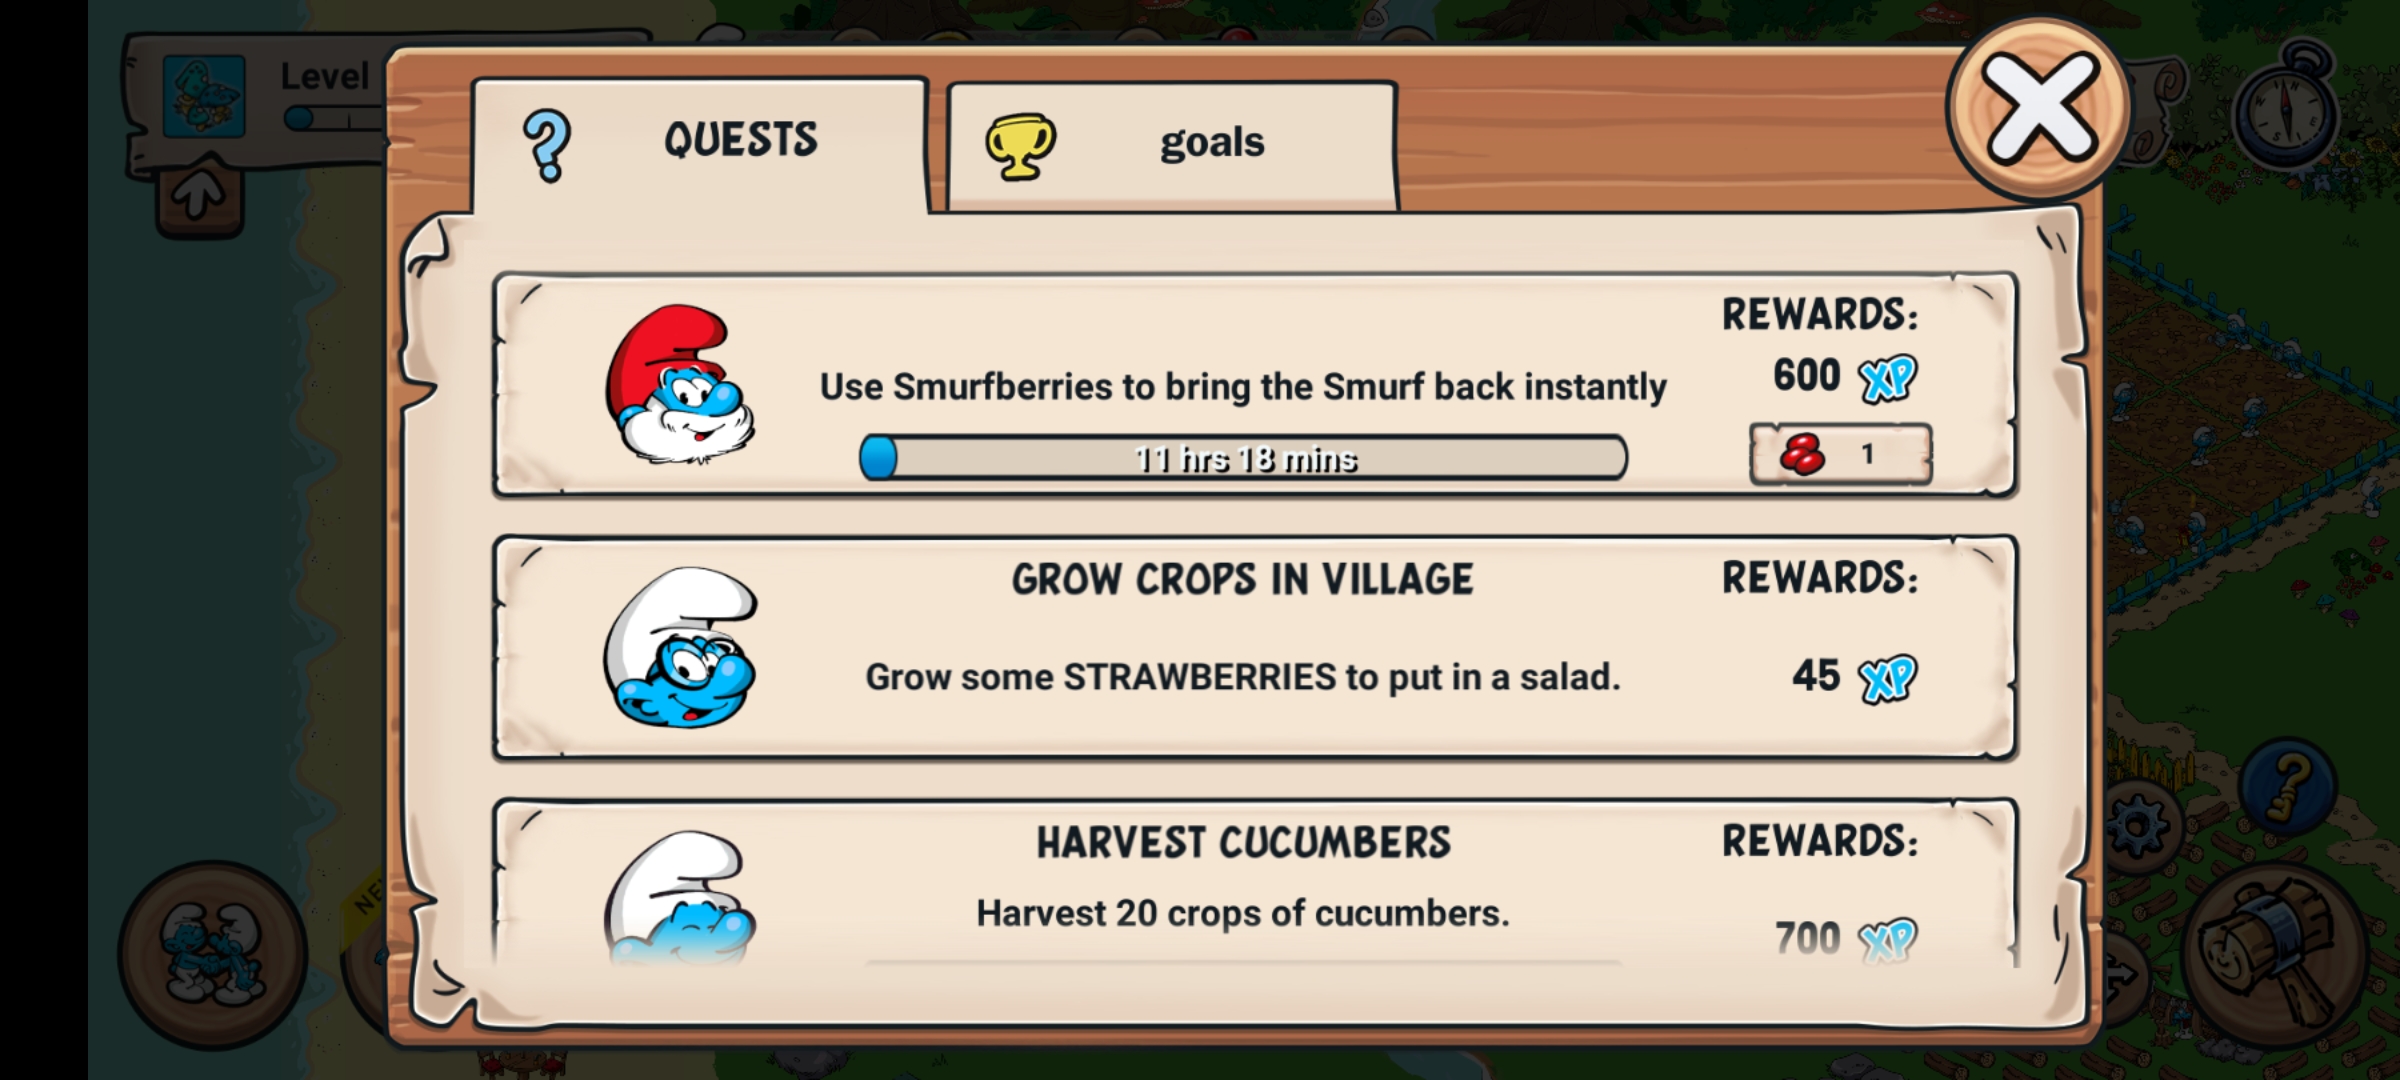 Level
QUESTS
goals
REWARDS:
600 XP
Use Smurfberries to bring the Smurf back instantly
11 hrs 18 mins
1
GROW CROPS IN VILLAGE
REWARDS:
Grow some STRAWBERRIES to put in a salad.
45 XP
HARVEST CUCUMBERS
REWARDS:
Harvest 20 crops of cucumbers.
700 XP